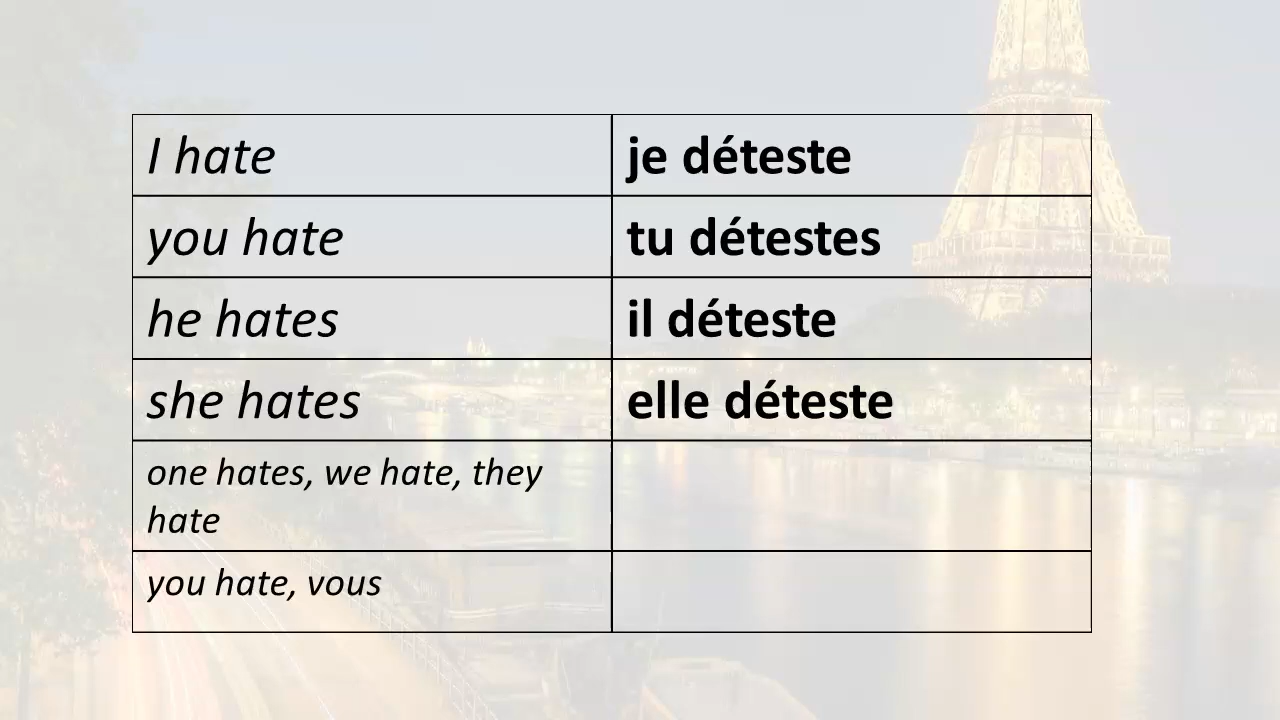 I hate
je déteste
you hate
tu détestes
he hates
il déteste
she hates
elle déteste
one hates, we hate, they
hate
you hate, vous